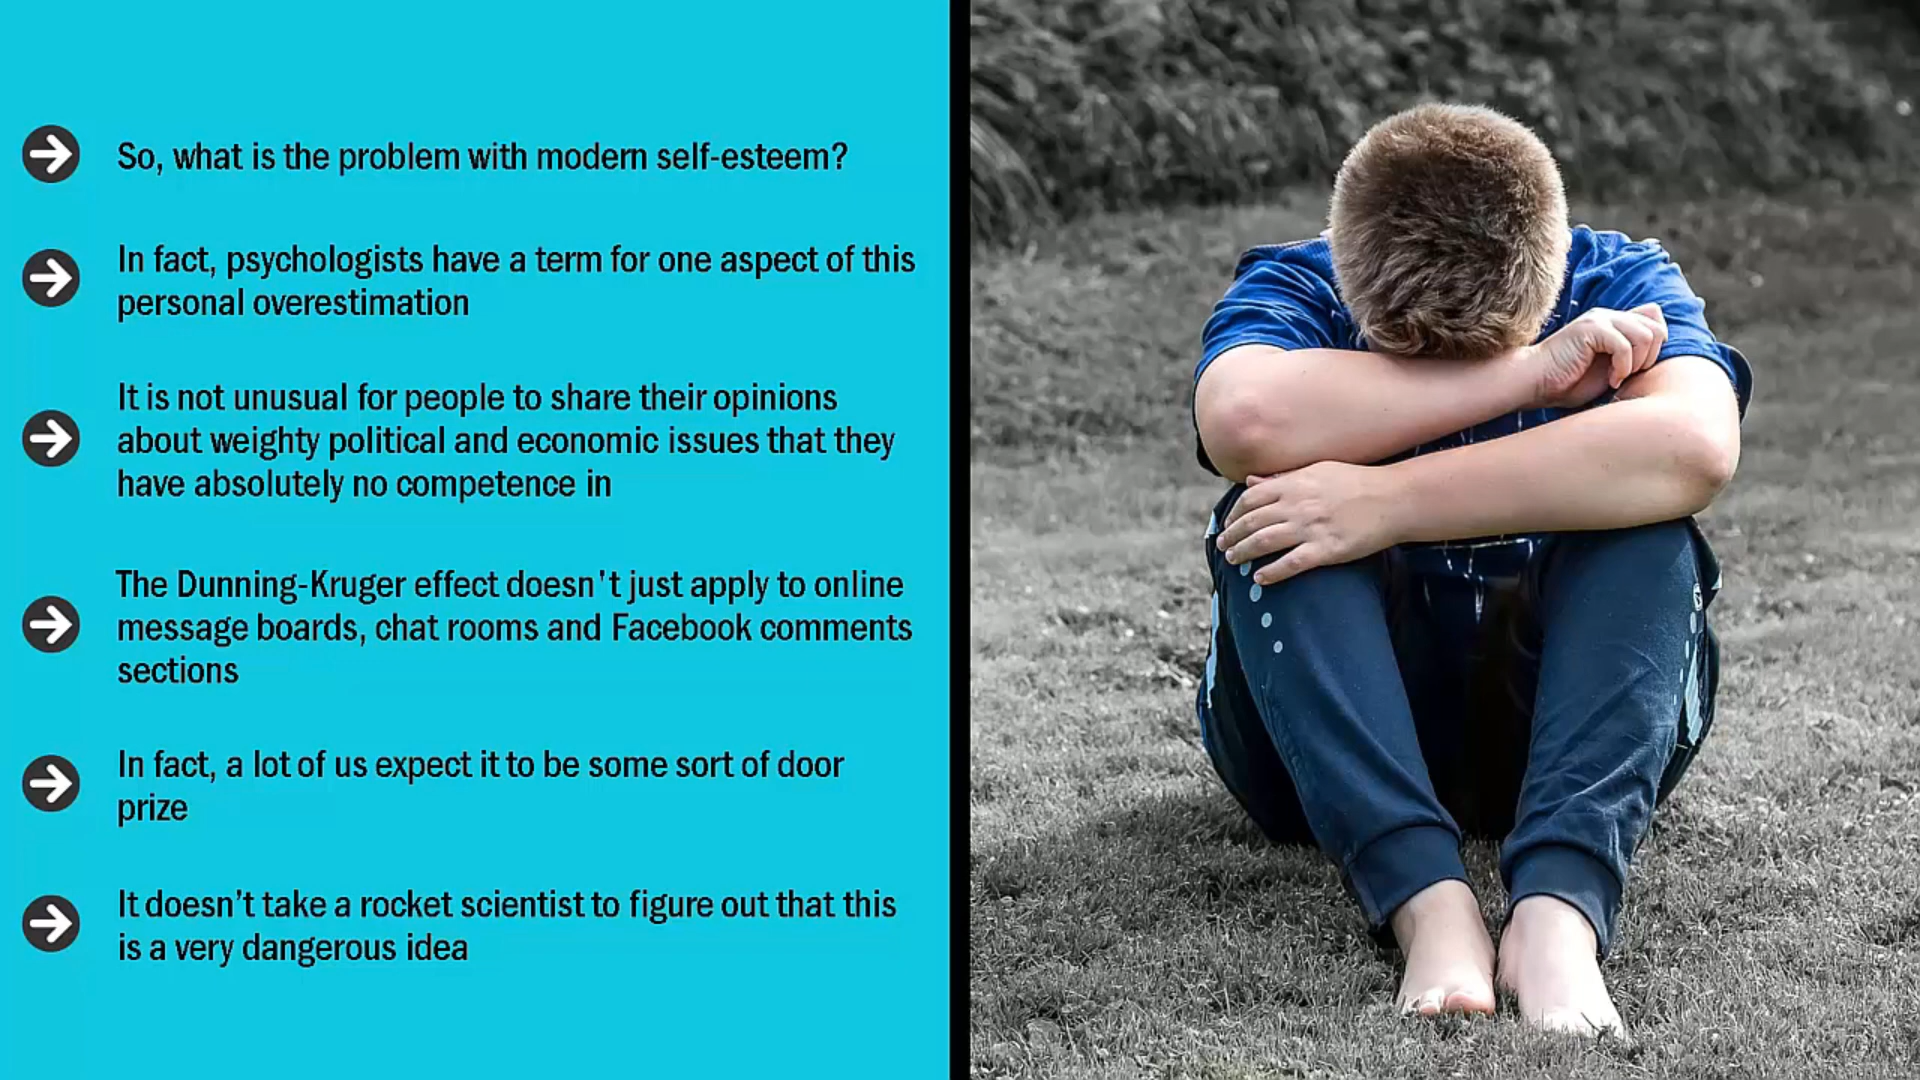 So, what is the problem with modern self-esteem?
In fact, psychologists have a term for one aspect of this
personal overestimation
It is not unusual for people to share their opinions
about weighty political and economic issues that they
have absolutely no competence in
The Dunning-Kruger effect doesn't just apply to online
message boards, chat rooms and Facebook comments
sections
In fact, a lot of us expect it to be some sort of door
prize
It doesn’t take a rocket scientist to figure out that this
is a very dangerous idea